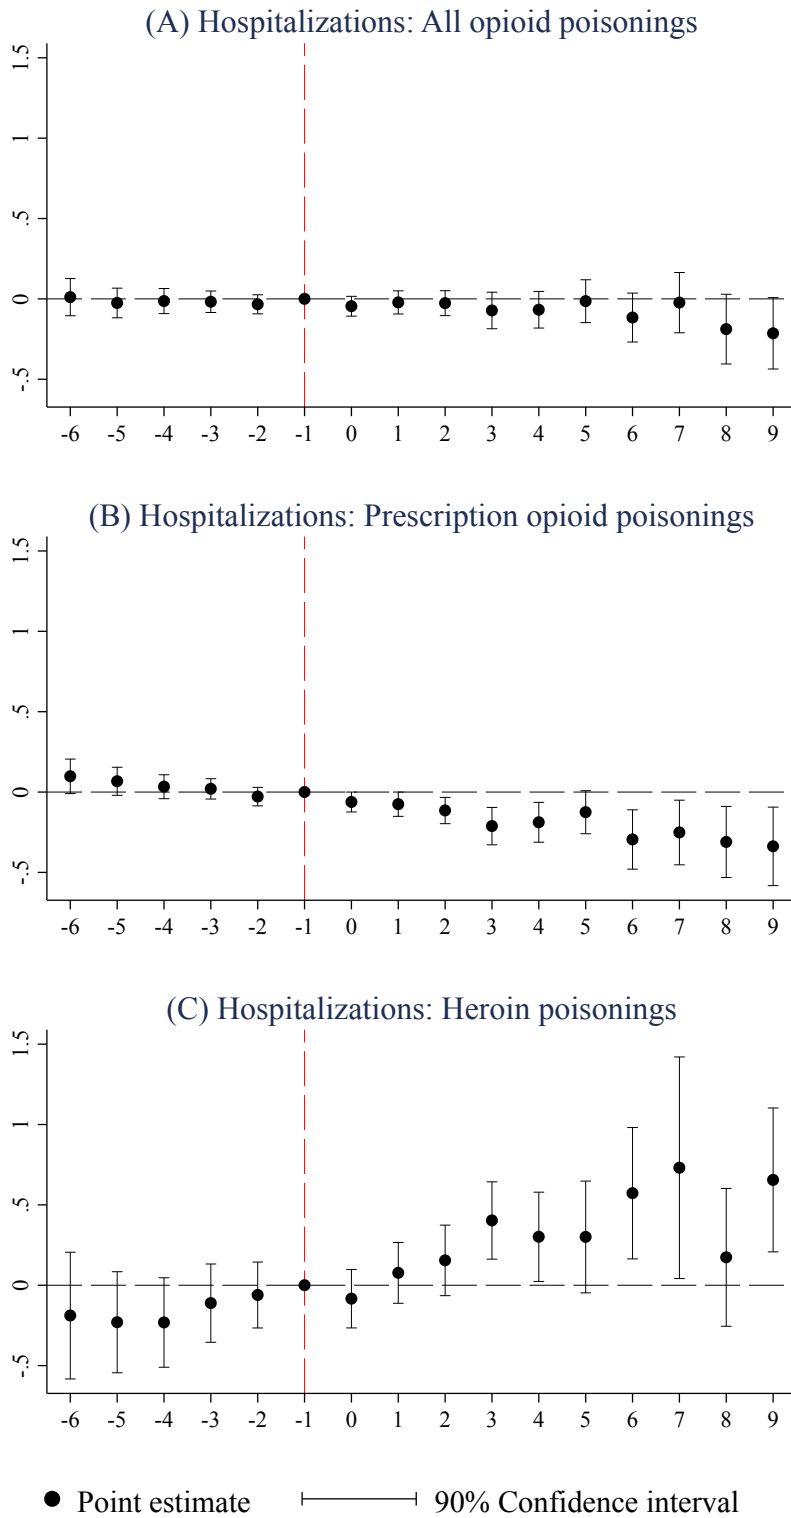 (A) Hospitalizations: All opioid poisonings
1.5
1
.5
0
-.5
-6 -5 -4 -3 -2 -1 0 1 2 3 4 5 6 7 8 9
(B) Hospitalizations: Prescription opioid poisonings
1.5
1
.5
0
-.5
-6 -5 -4 -3 -2 -1 0 1 2 3 4 5 6 7 8 9
(C) Hospitalizations: Heroin poisonings
1.5
1
.5
0
-.5
-6 -5 -4 -3 -2 -1 0 1 2 3 4 5 6 7 8 9
Point estimate 90% Confidence interval